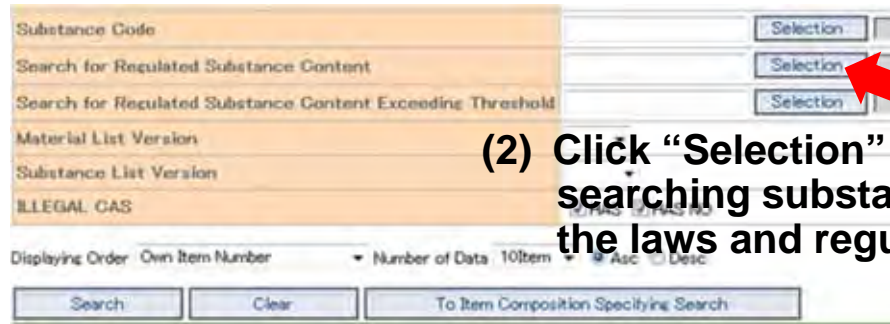 Substance Code Selection
Search for Regulated Substance Content Selection
Search for Regulated Substance Content Exceeding Threshold Selection
Material List Version
(2) Click “Selection”
Substance List Version
searching substa
ILLEGAL CAS HAS HAS NO
the laws and regu
Displaying Order Own Item Number Number of Data 10Item Asc Desc
Search Clear To Item Composition Specifying Search